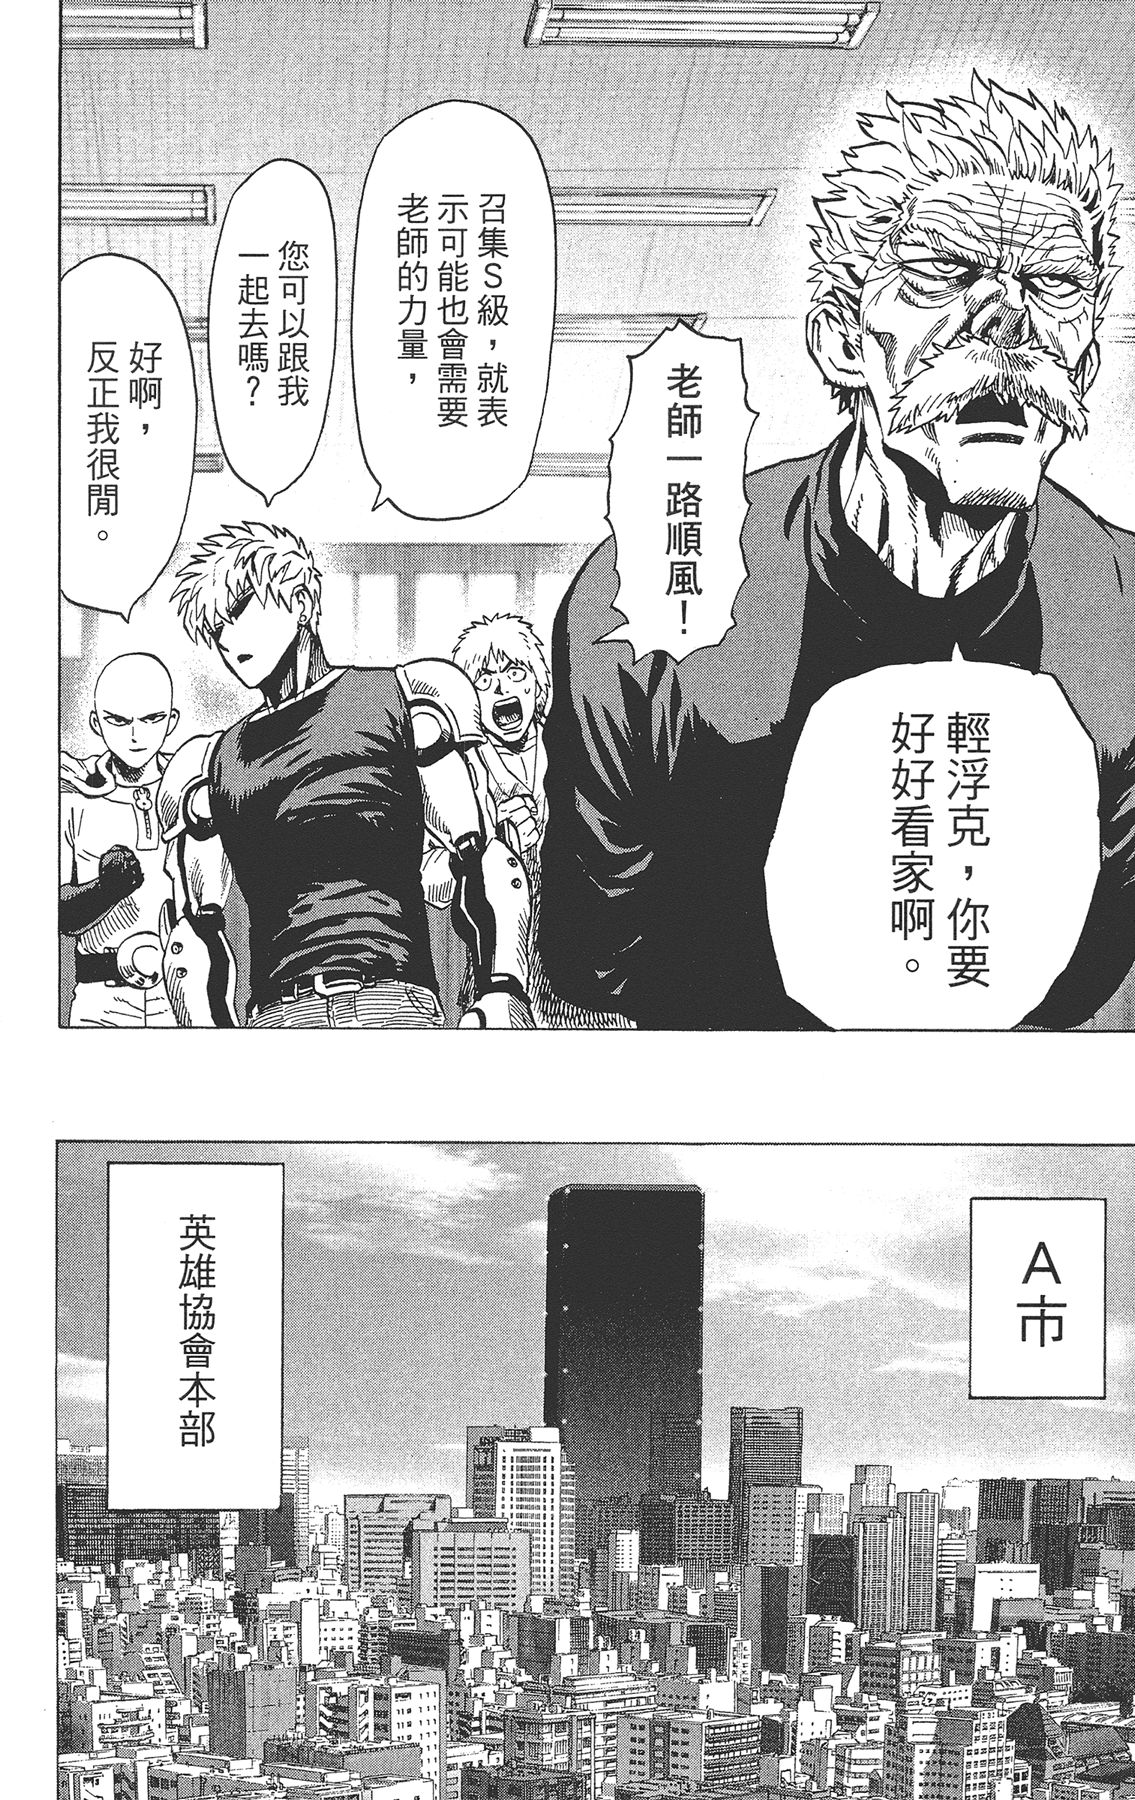 輕浮克，你要
好好看家啊。
老師一路順風！
召集S級，就表
示可能也會需要
老師的力量，
您可以跟我
一起去嗎？
好啊，
反正我很閒。
A市
英雄協會本部